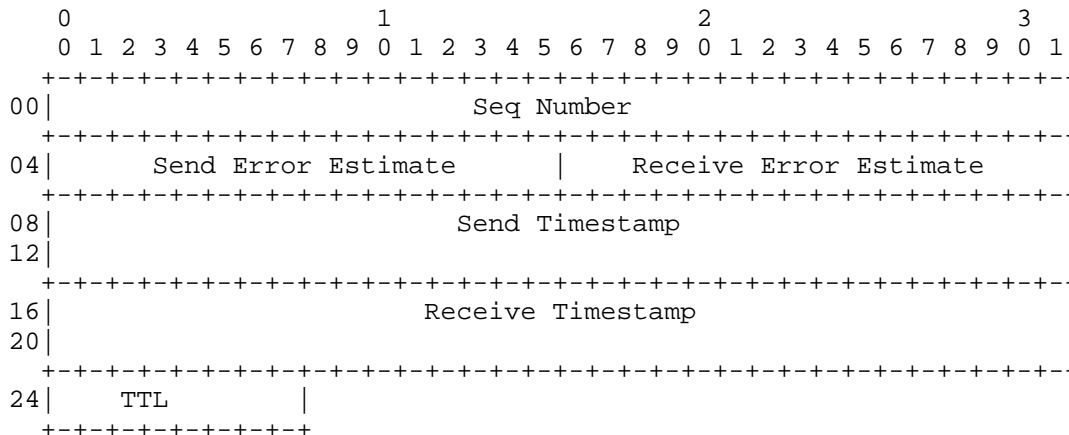 0                   1                   2                   3
 0 1 2 3 4 5 6 7 8 9 0 1 2 3 4 5 6 7 8 9 0 1 2 3 4 5 6 7 8 9 0 1
+-+-+-+-+-+-+-+-+-+-+-+-+-+-+-+-+-+-+-+-+-+-+-+-+-+-+-+-+-+-+-+-
00| Seq Number
+-+-+-+-+-+-+-+-+-+-+-+-+-+-+-+-+-+-+-+-+-+-+-+-+-+-+-+-+-+-+-+-
04| Send Error Estimate | Receive Error Estimate
+-+-+-+-+-+-+-+-+-+-+-+-+-+-+-+-+-+-+-+-+-+-+-+-+-+-+-+-+-+-+-+-
08| Send Timestamp
12|
+-+-+-+-+-+-+-+-+-+-+-+-+-+-+-+-+-+-+-+-+-+-+-+-+-+-+-+-+-+-+-+-
16| Receive Timestamp
20|
+-+-+-+-+-+-+-+-+-+-+-+-+-+-+-+-+-+-+-+-+-+-+-+-+-+-+-+-+-+-+-+-
24| TTL |
+-+-+-+-+-+-+-+-+